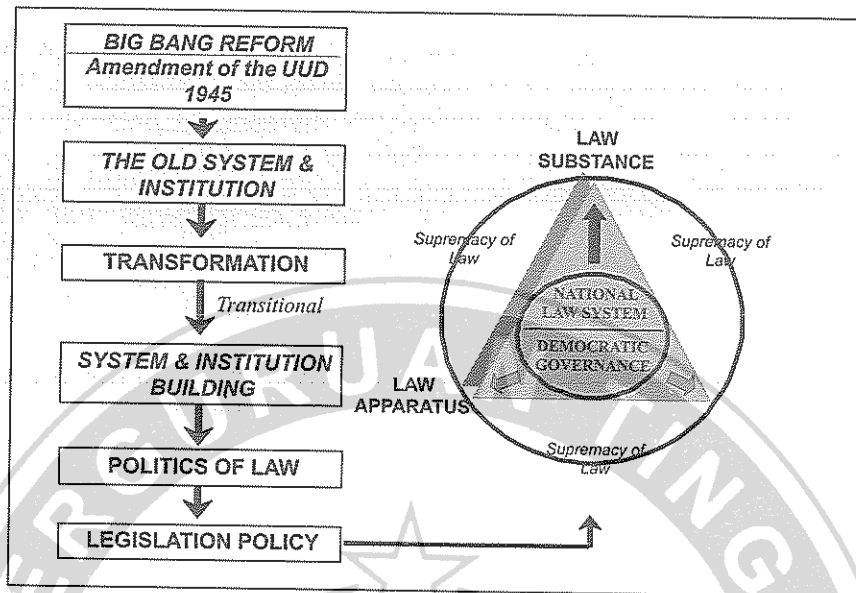 BIG BANG REFORM
Amendment of the UUD
1945
THE OLD SYSTEM &
INSTITUTION
TRANSFORMATION
Transitional
SYSTEM & INSTITUTION
BUILDING
POLITICS OF LAW
LEGISLATION POLICY
LAW
SUBSTANCE
Supremacy of
Law
Supremacy of
Law
NATIONAL
LAW SYSTEM
DEMOCRATIC
GOVERNANCE
LAW
APPARATUS
Supremacy of
Law
ERGURUAN TING